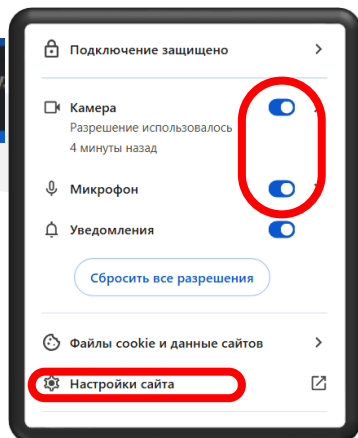 Подключение защищено
Камера
Разрешение использовалось
4 минуты назад
Микрофон
Уведомления
Сбросить все разрешения
Файлы cookie и данные сайтов
Настройки сайта